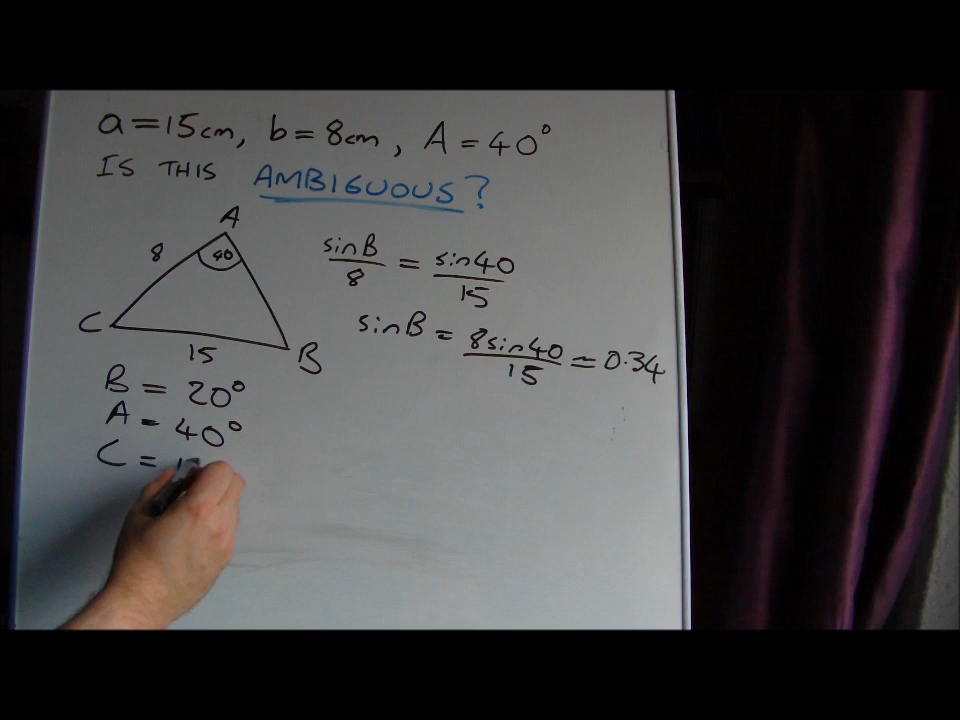 a=15cm, b=8cm, A=40°
IS THIS AMBIGUOUS?
A
8
40
C
15
B
sinB/8 = sin40/15
sinB = 8sin40/15 = 0.34
B = 20°
A = 40°
C =